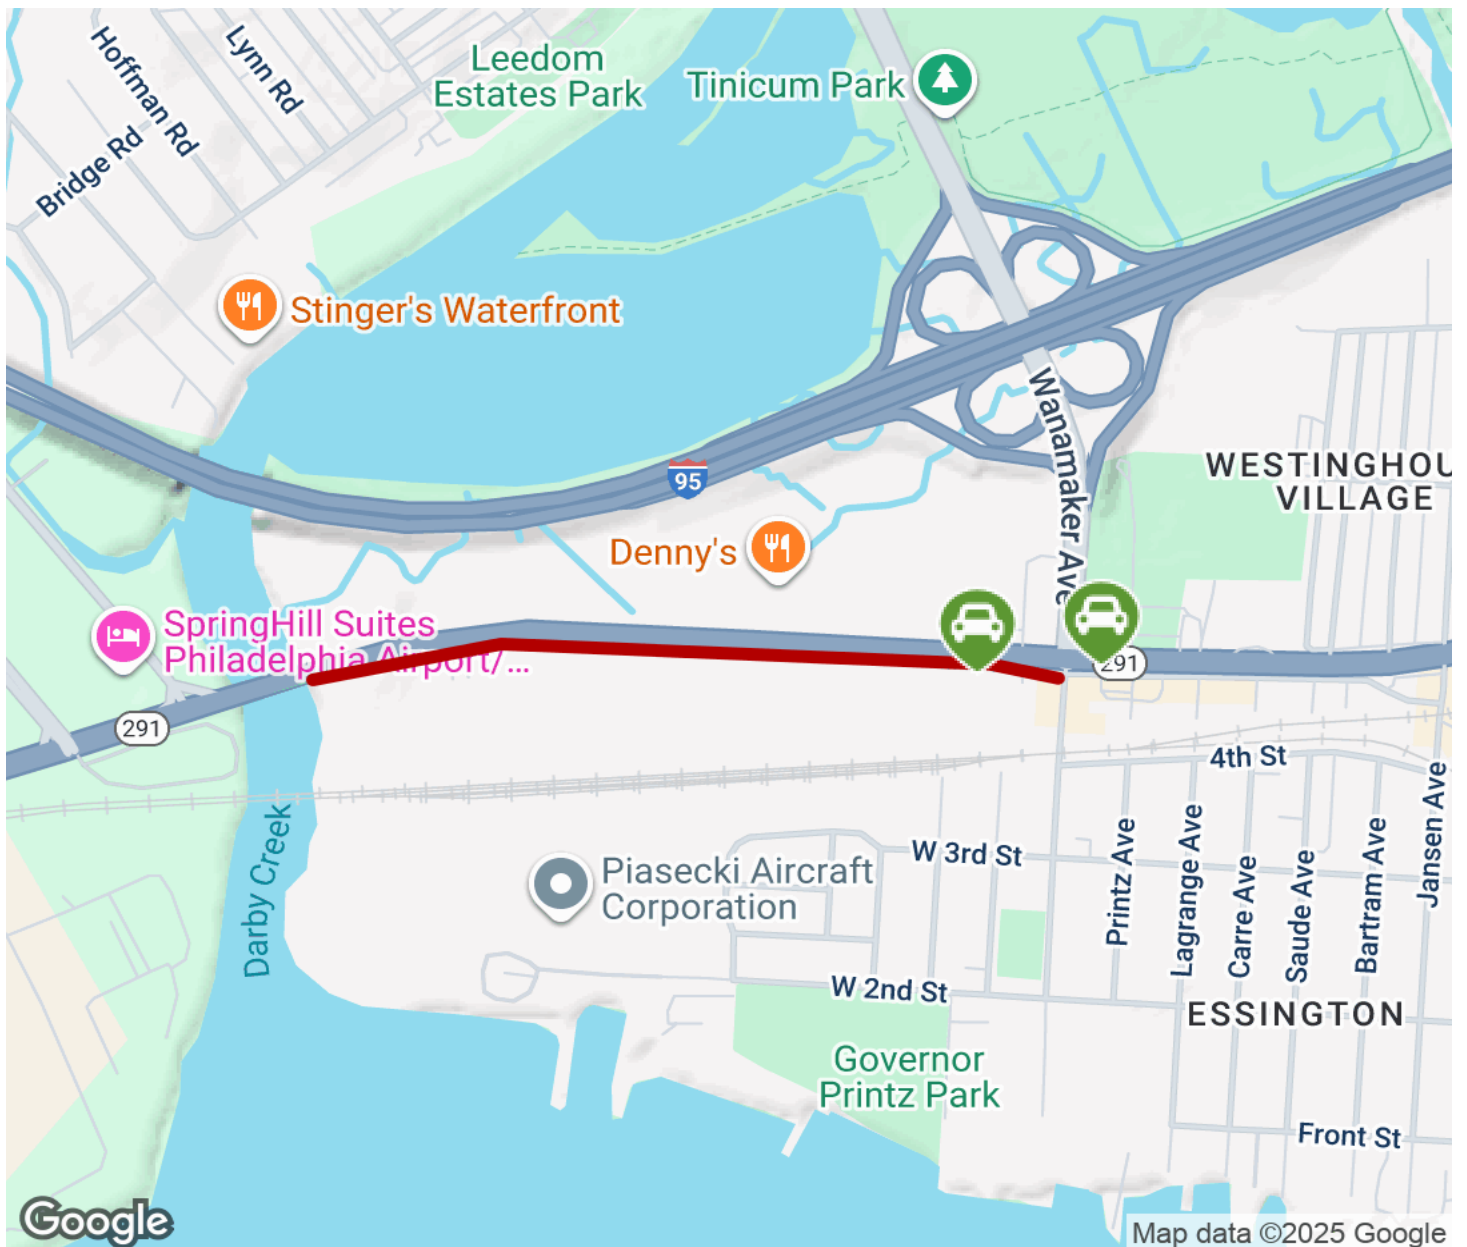 Leedom
Estates Park
Tinicum Park
Lynn Rd
Hoffman Rd
Bridge Rd
Stinger's Waterfront
Wanamaker Ave
WESTINGHOU
VILLAGE
95
Denny's
SpringHill Suites
Philadelphia Airport/...
291
291
4th St
W 3rd St
Piasecki Aircraft
Corporation
Darby Creek
Printz Ave
Lagrange Ave
Carre Ave
Saude Ave
Bartram Ave
Jansen Ave
W 2nd St
ESSINGTON
Governor
Printz Park
Front St
Google
Map data ©2025 Google